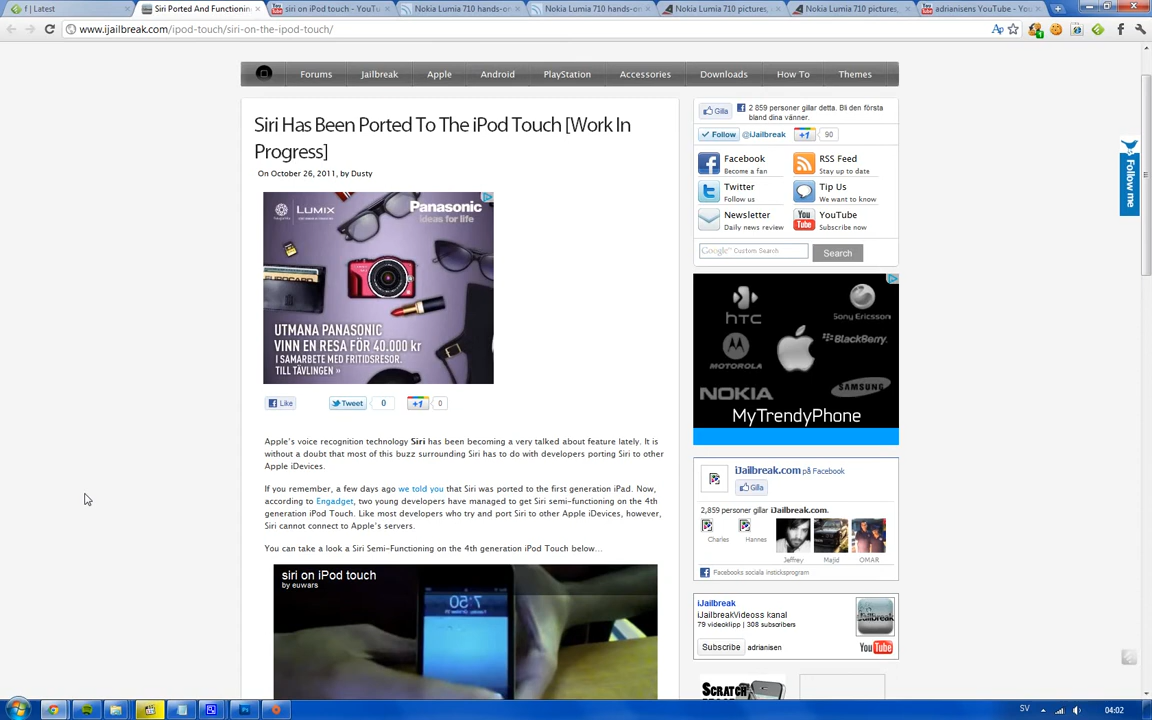 f | Latest
Siri Ported And Functionin
siri on iPod touch - YouTu
Nokia Lumia 710 hands-on
Nokia Lumia 710 hands-on
Nokia Lumia 710 pictures,
Nokia Lumia 710 pictures,
adrianisens YouTube - You
www.ijailbreak.com/ipod-touch/siri-on-the-ipod-touch/
Forums Jailbreak Apple Android PlayStation Accessories Downloads How To Themes
Siri Has Been Ported To The iPod Touch [Work In
Progress]
On October 26, 2011, by Dusty
LUMIX
Panasonic
ideas for life
EUROCARD
UTMANA PANASONIC
VINN EN RESA FÖR 40.000 kr
I SAMARBETE MED FRITIDSRESOR.
TILL TÄVLINGEN »
Like Tweet 0 +1 0
Apple's voice recognition technology Siri has been becoming a very talked about feature lately. It is
without a doubt that most of this buzz surrounding Siri has to do with developers porting Siri to other
Apple iDevices.
If you remember, a few days ago we told you that Siri was ported to the first generation iPad. Now,
according to Engadget, two young developers have managed to get Siri semi-functioning on the 4th
generation iPod Touch. Like most developers who try and port Siri to other Apple iDevices, however,
Siri cannot connect to Apple's servers.
You can take a look a Siri Semi-Functioning on the 4th generation iPod Touch below...
siri on iPod touch
by euwars
7:50
Gilla 2 859 personer gillar detta. Bli den första
bland dina vänner.
Follow @iJailbreak +1 90
Facebook
Become a fan
RSS Feed
Stay up to date
Twitter
Follow us
Tip Us
We want to know
Newsletter
Daily news review
You Tube
YouTube
Subscribe now
Google™ Custom Search Search
hTC
Sony Ericsson
MOTOROLA
BlackBerry.
NOKIA
SAMSUNG
MyTrendyPhone
iJailbreak.com på Facebook
Gilla
2,859 personer gillar iJailbreak.com.
Charles Hannes Jeffrey Majid OMAR
Facebooks sociala insticksprogram
iJailbreak
iJailbreakVideoss kanal
79 videoklipp | 308 subscribers
Subscribe adrianisen
YouTube
SCRATCH
Follow me
SV 04:02